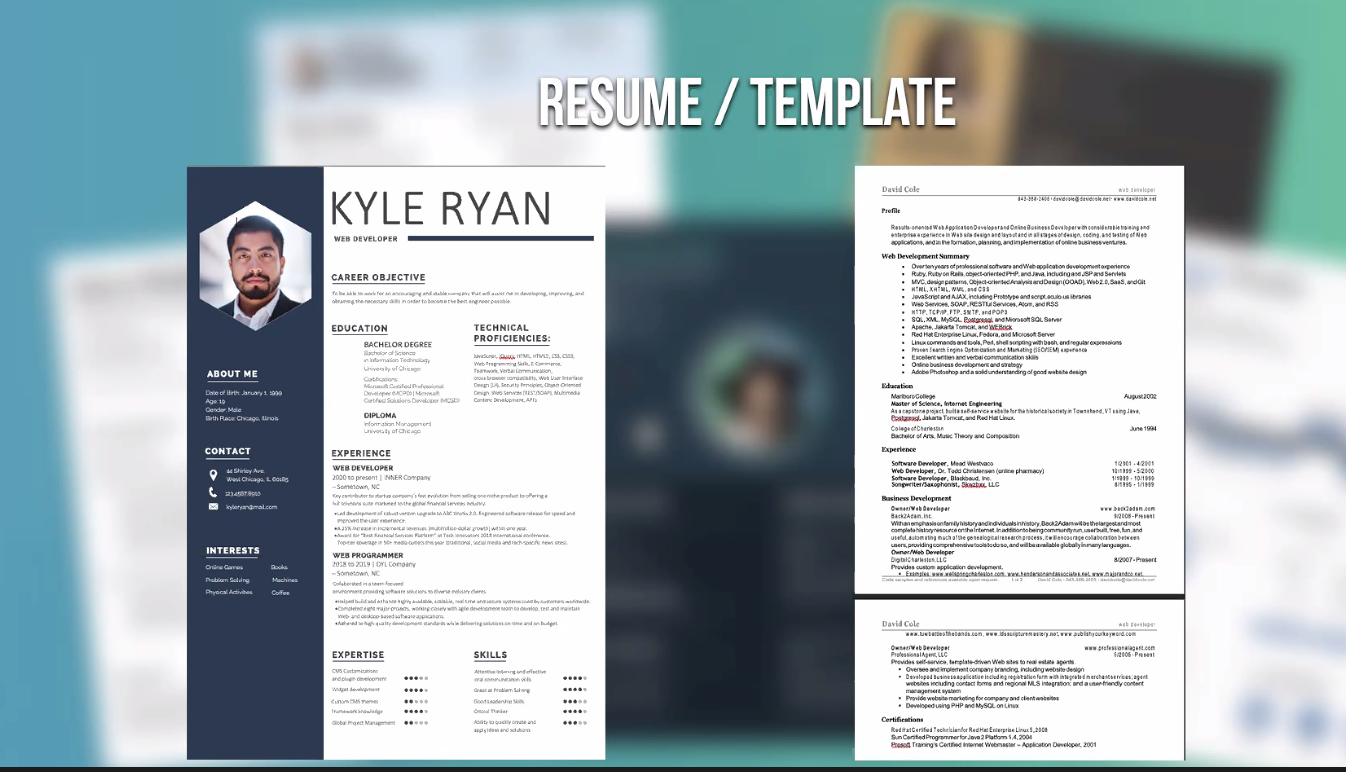 RESUME / TEMPLATE
KYLE RYAN
WEB DEVELOPER
CAREER OBJECTIVE
To be able to work for an encouraging and stable company that will assist me in developing, improving, and
obtaining the necessary skills in order to become the best engineer possible.
EDUCATION
BACHELOR DEGREE
Bachelor of Science
in Information Technology
University of Chicago
Certifications:
Microsoft Certified Professional
Developer (MCPD) | Microsoft
Certified Solutions Developer (MCSD)
DIPLOMA
Information Management
University of Chicago
TECHNICAL
PROFICIENCIES:
JavaScript, jQuery, HTML, HTML5, CSS, CSS3,
Web Programming Skills, E-Commerce,
Teamwork, Verbal Communication,
cross-browser compatibility, Web User Interface
Design (UI), Security Principles, Object-Oriented
Design, Web Services (REST/SOAP), Multimedia
Content Development, API's
ABOUT ME
Date of Birth: January 1, 1999
Age: 19
Gender: Male
Birth Place: Chicago, Illinois
CONTACT
44 Shirley Ave.
West Chicago, IL 60185
123.4567.8910
kyleryan@mail.com
INTERESTS
Online Games Books
Problem Solving Machines
Physical Activities Coffee
EXPERIENCE
WEB DEVELOPER
2020 to present | INNER Company
– Sometown, NC
Key contributor to startup company's fast evolution from selling one niche product to offering a
full solutions suite marketed to the global financial services industry.
•Led development of robust version upgrade to ABC Works 2.0. Engineered software release for speed and
improved the user experience.
•A 25% increase in incremental revenues (multimillion-dollar growth) within one year.
•Award for "Best Financial Services Platform" at Tech Innovators 2018 international conference.
Top-tier coverage in 50+ media outlets this year (traditional, social media and tech-specific news sites).
WEB PROGRAMMER
2018 to 2019 | OYL Company
– Sometown, NC
Collaborated in a team-focused
environment providing software solutions to diverse industry clients.
•Helped build and enhance highly available, scalable, real time and secure systems used by customers worldwide.
•Completed eight major projects, working closely with agile development team to develop, test and maintain
Web- and desktop-based software applications.
•Adhered to high-quality development standards while delivering solutions on time and on budget.
EXPERTISE
CMS Customizations
and plugin development
Widget development
Custom CMS themes
Framework knowledge
Global Project Management
SKILLS
Attentive listening and effective
oral communication skills
Great at Problem Solving
Good Leadership Skills
Critical Thinker
Ability to quickly create and
apply ideas and solutions
David Cole web developer
843-358-2406 • davidcole@davidcole.net • www.davidcole.net
Profile
Results-oriented Web Application Developer and Online Business Developer with considerable training and
enterprise experience in Web site design and layout and in all stages of design, coding, and testing of Web
applications, and in the formation, planning, and implementation of online business ventures.
Web Development Summary
• Over ten years of professional software and Web application development experience
• Ruby, Ruby on Rails, object-oriented PHP, and Java, including and JSP and Servlets
• MVC, design patterns, Object-oriented Analysis and Design (OOAD), Web 2.0, SaaS, and Git
• HTML, XHTML, WML, and CSS
• JavaScript and AJAX, including Prototype and script.aculo.us libraries
• Web Services, SOAP, RESTful Services, Atom, and RSS
• HTTP, TCP/IP, FTP, SMTP, and POP3
• SQL, XML, MySQL, Postgresql, and Microsoft SQL Server
• Apache, Jakarta Tomcat, and WEBrick
• Red Hat Enterprise Linux, Fedora, and Microsoft Server
• Linux commands and tools, Perl, shell scripting with bash, and regular expressions
• Proven Search Engine Optimization and Marketing (SEO/SEM) experience
• Excellent written and verbal communication skills
• Online business development and strategy
• Adobe Photoshop and a solid understanding of good website design
Education
Marlboro College August 2002
Master of Science, Internet Engineering
As a capstone project, built a self-service website for the historical society in Townshend, VT using Java,
Postgresql, Jakarta Tomcat, and Red Hat Linux.
College of Charleston June 1994
Bachelor of Arts, Music Theory and Composition
Experience
Software Developer, Mead Westvaco 1/2001 - 4/2001
Web Developer, Dr. Todd Christensen (online pharmacy) 10/1999 - 5/2000
Software Developer, Blackbaud, Inc. 1/1999 - 10/1999
Songwriter/Saxophonist, Skwzbxx, LLC 8/1995 - 1/1999
Business Development
Owner/Web Developer www.back2adam.com
Back2Adam, Inc. 9/2008 - Present
With an emphasis on family history and individuals in history, Back2Adam will be the largest and most
complete history resource on the Internet. In addition to being convenient, user built, free, fun, and
useful, automating much of the genealogical research process, it will encourage collaboration between
users, providing comprehensive tools to do so, and will be available globally in many languages.
Owner/Web Developer
Digital Charleston, LLC 8/2007 - Present
Provides custom application development.
• Examples: www.wellspringcharleston.com, www.hendersonandassociates.net, www.majorandco.net,
Code samples and references available upon request. 1 of 2 David Cole
David Cole web developer
www.tuwbattleofthebands.com, www.ldssculpturemastery.net, www.publishyourkeyword.com
Owner/Web Developer www.professionalagent.com
Professional Agent, LLC 5/2005 - Present
Provides self-service, template-driven Web sites to real estate agents.
• Oversee and implement company branding, including website design
• Developed business application including registration form with integrated merchant services; agent
websites including contact forms and regional MLS integration; and a user-friendly content
management system
• Provide website marketing for company and client websites
• Developed using PHP and MySQL on Linux
Certifications
Red Hat Certified Technician for Red Hat Enterprise Linux 5, 2008
Sun Certified Programmer for Java 2 Platform 1.4, 2004
Prosoft Training's Certified Internet Webmaster – Application Developer, 2001